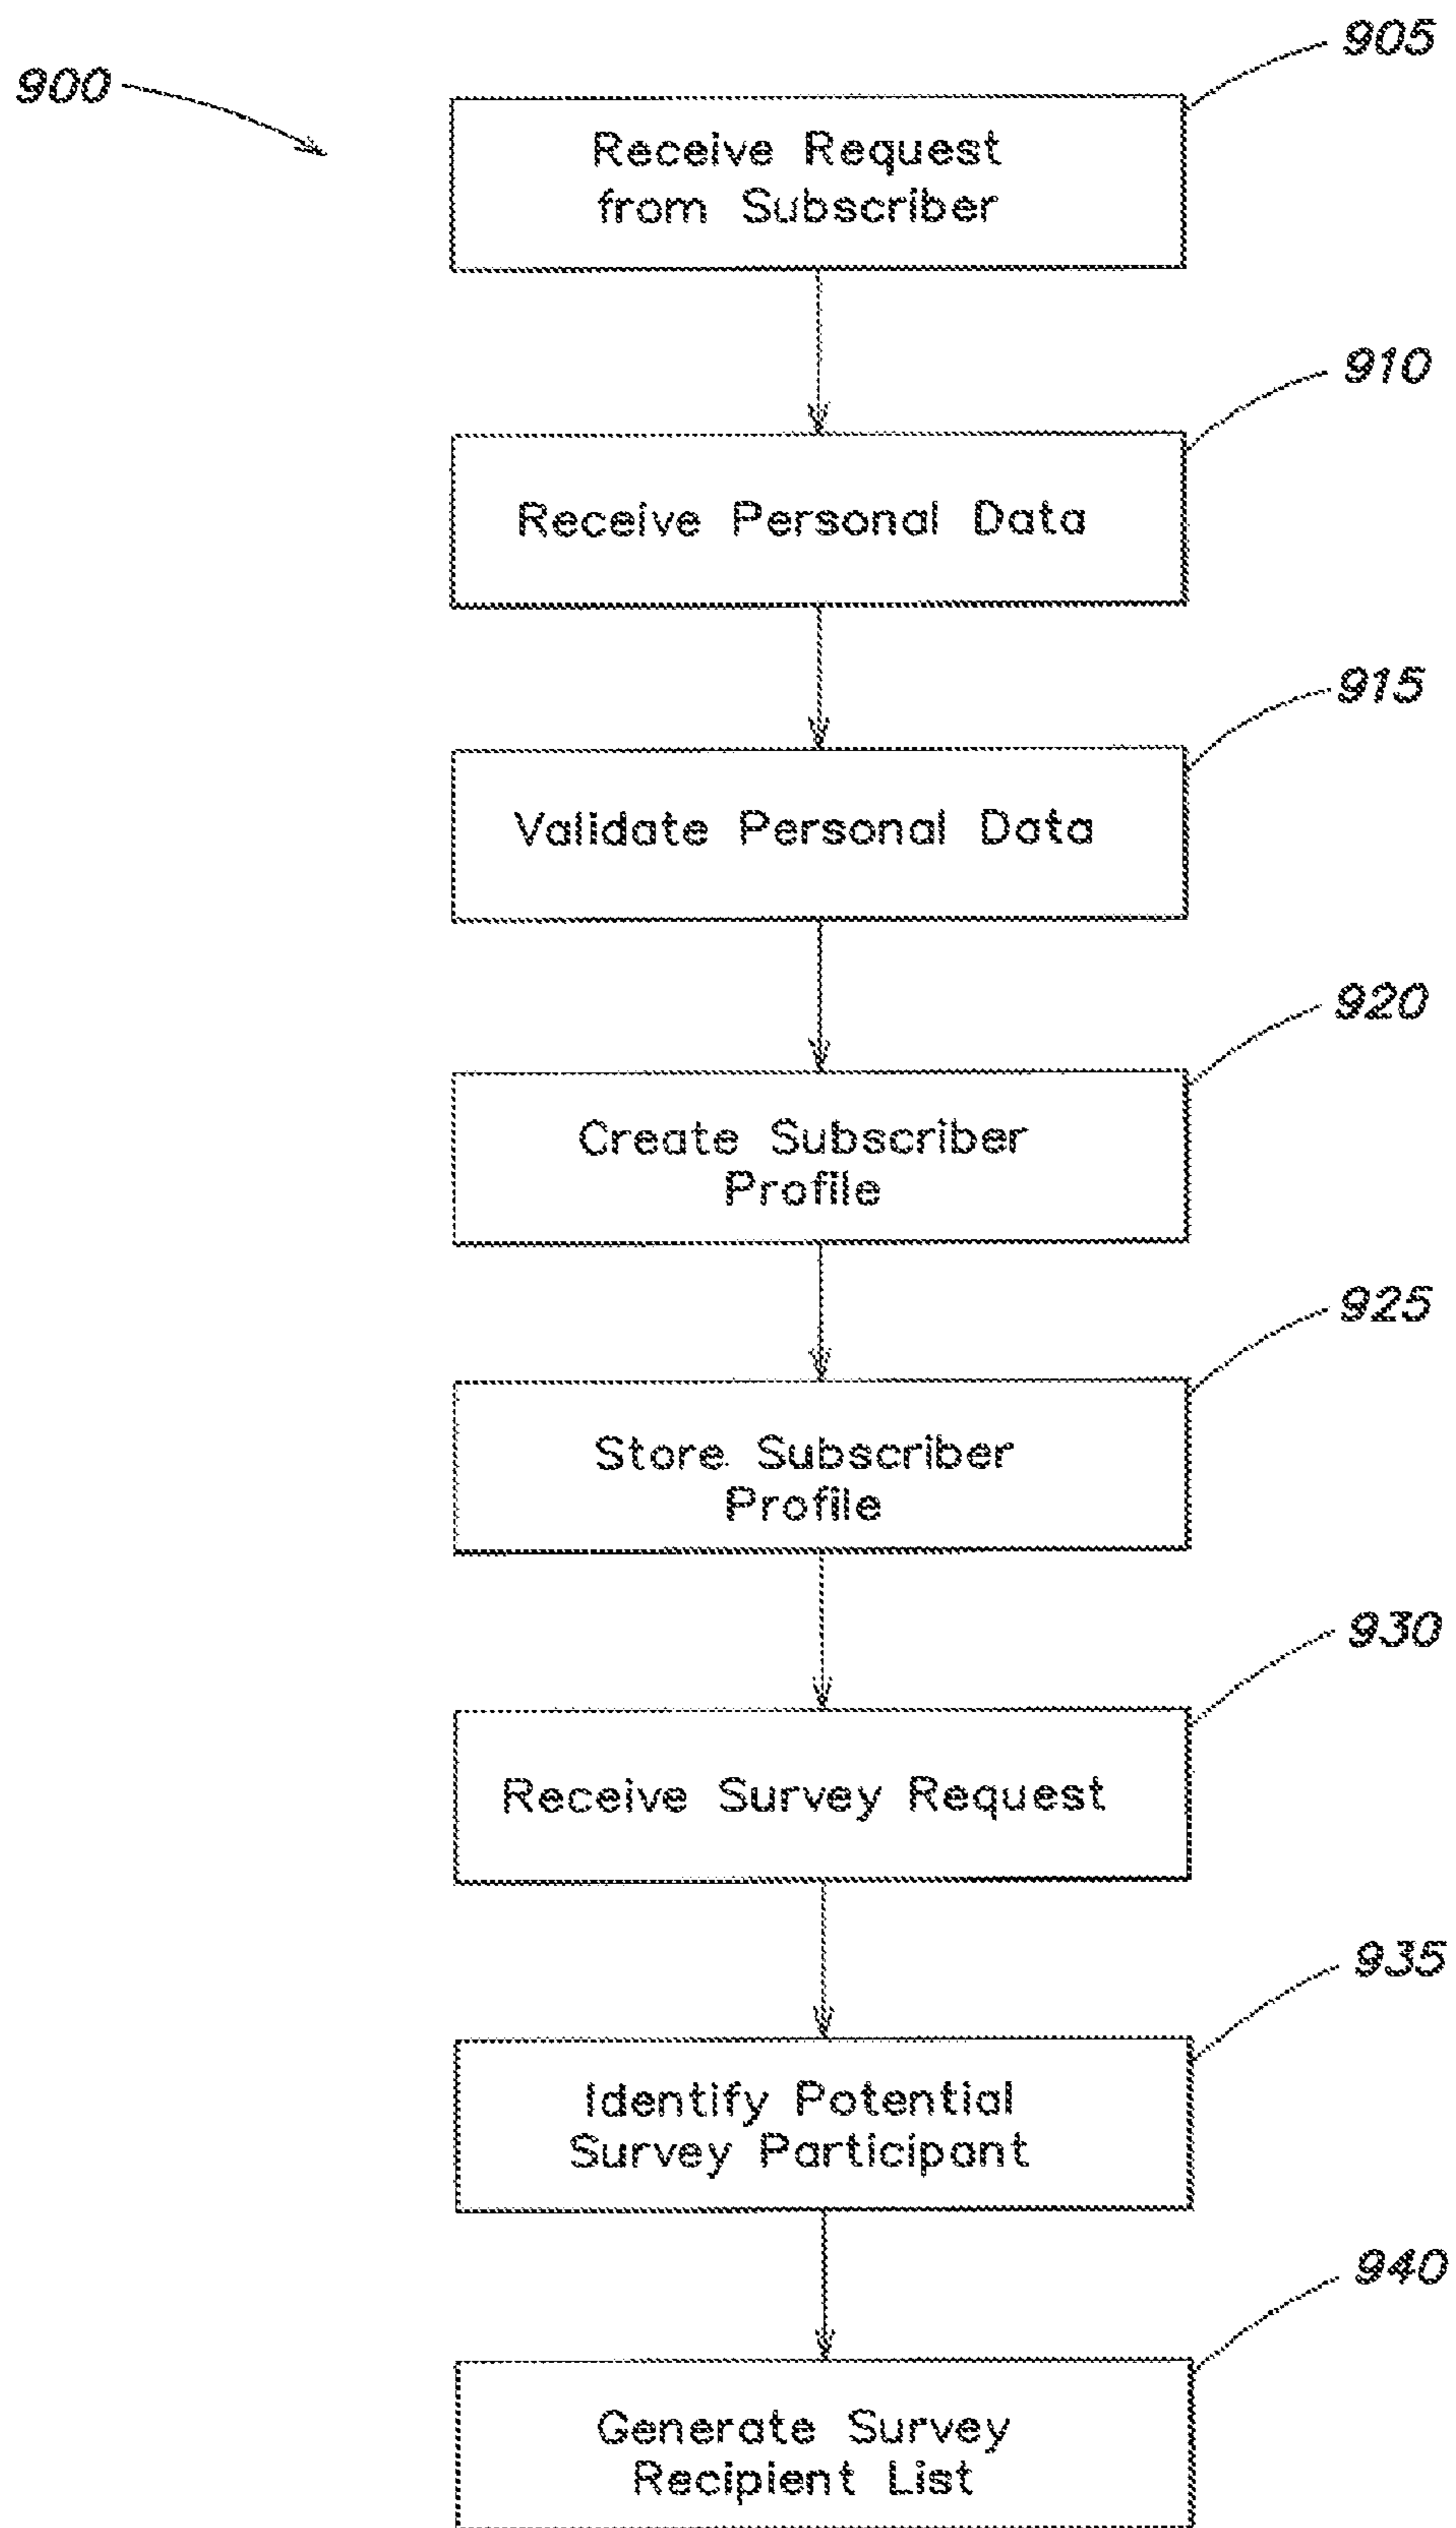 900
905
Receive Request
from Subscriber
910
Receive Personal Data
915
Validate Personal Data
920
Create Subscriber
Profile
925
Store Subscriber
Profile
930
Receive Survey Request
935
Identify Potential
Survey Participant
940
Generate Survey
Recipient List